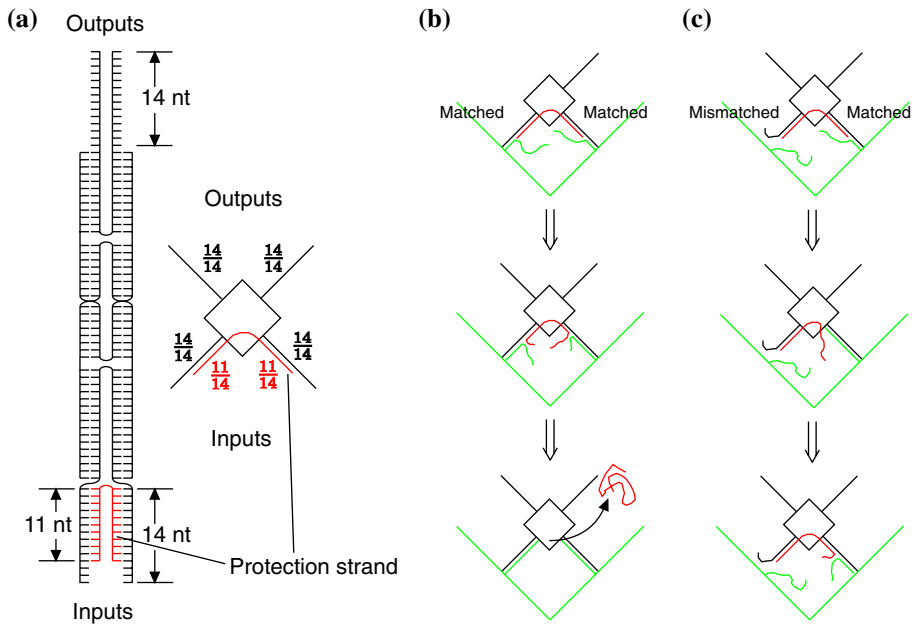 (a)
Outputs
14 nt
Outputs
14/14
14/14
14/14
14/14
11/14
11/14
Inputs
11 nt
14 nt
Protection strand
Inputs
(b)
Matched
Matched
(c)
Mismatched
Matched